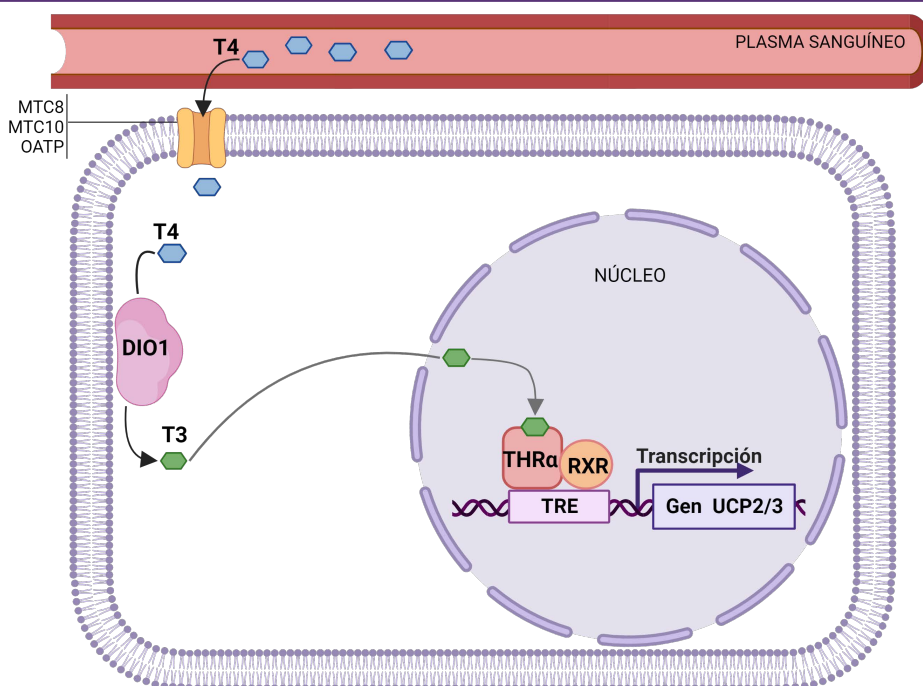 T4
PLASMA SANGUÍNEO
MTC8
MTC10
OATP
T4
NÚCLEO
DIO1
T3
Transcripción
THRα
RXR
TRE
Gen UCP2/3